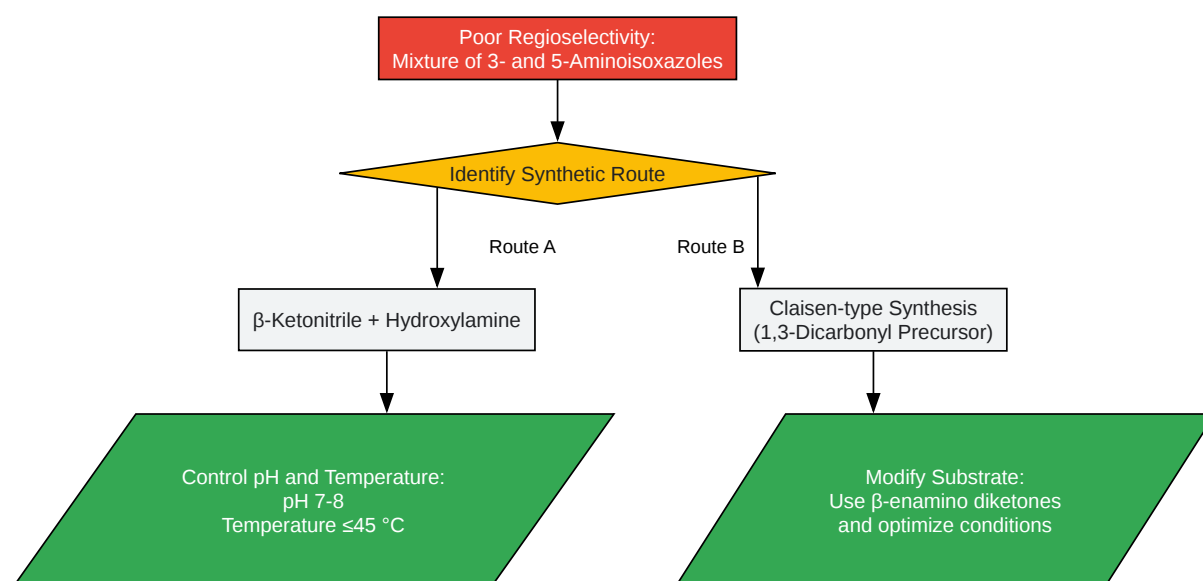 Poor Regioselectivity:
Mixture of 3- and 5-Aminoisoxazoles
Identify Synthetic Route
Route A
Route B
β-Ketonitrile + Hydroxylamine
Claisen-type Synthesis
(1,3-Dicarbonyl Precursor)
Control pH and Temperature:
pH 7-8
Temperature ≤45 °C
Modify Substrate:
Use β-enamino diketones
and optimize conditions